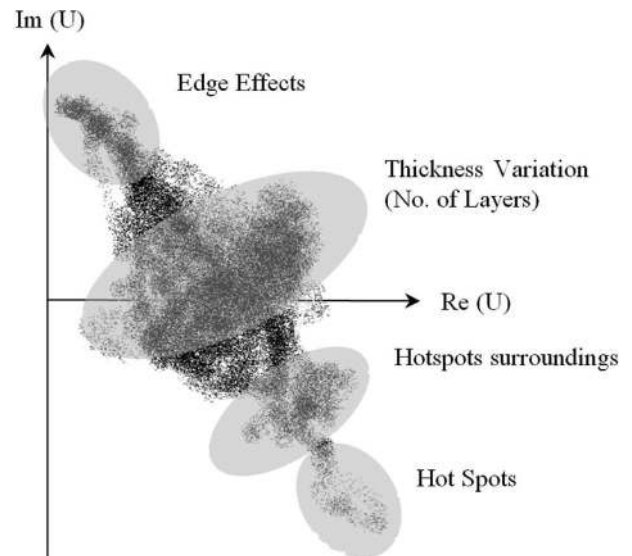 Im (U)
Edge Effects
Thickness Variation
(No. of Layers)
Re (U)
Hotspots surroundings
Hot Spots